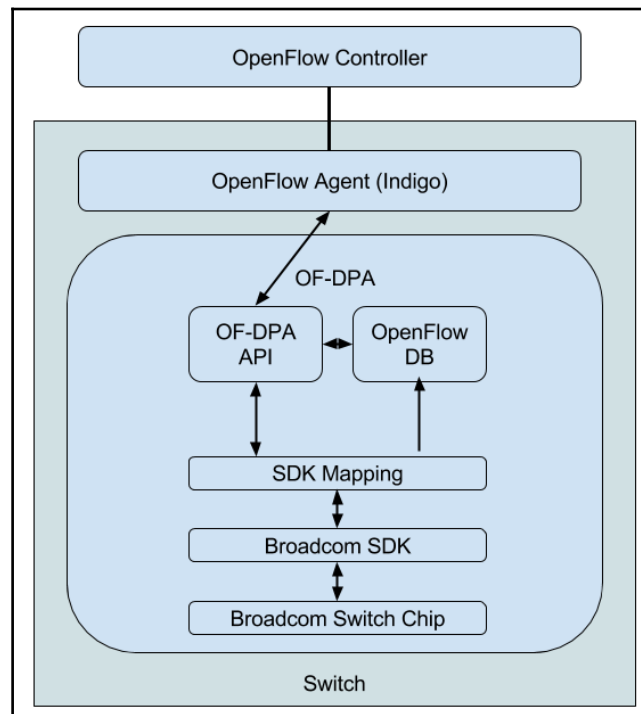 OpenFlow Controller
OpenFlow Agent (Indigo)
OF-DPA
OF-DPA
API
OpenFlow
DB
SDK Mapping
Broadcom SDK
Broadcom Switch Chip
Switch